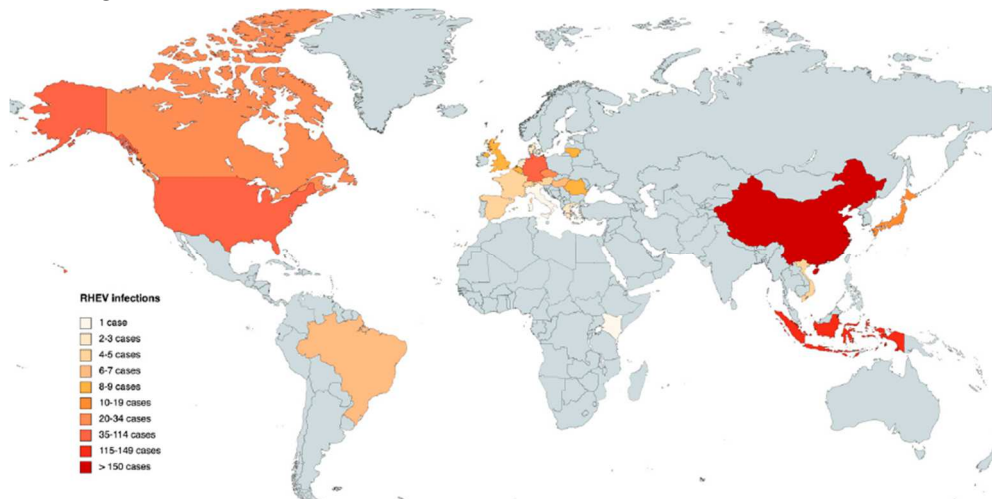 RHEV infections
1 case
2-3 cases
4-5 cases
6-7 cases
8-9 cases
10-19 cases
20-34 cases
35-114 cases
115-149 cases
> 150 cases